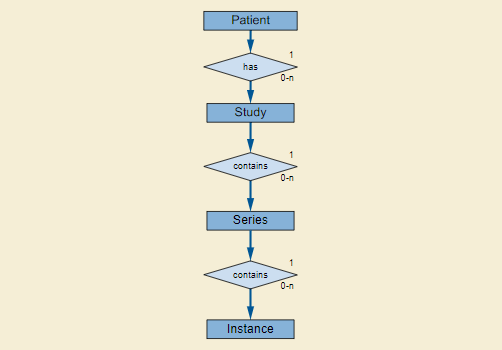 Patient
1
has
0-n
Study
1
contains
0-n
Series
1
contains
0-n
Instance